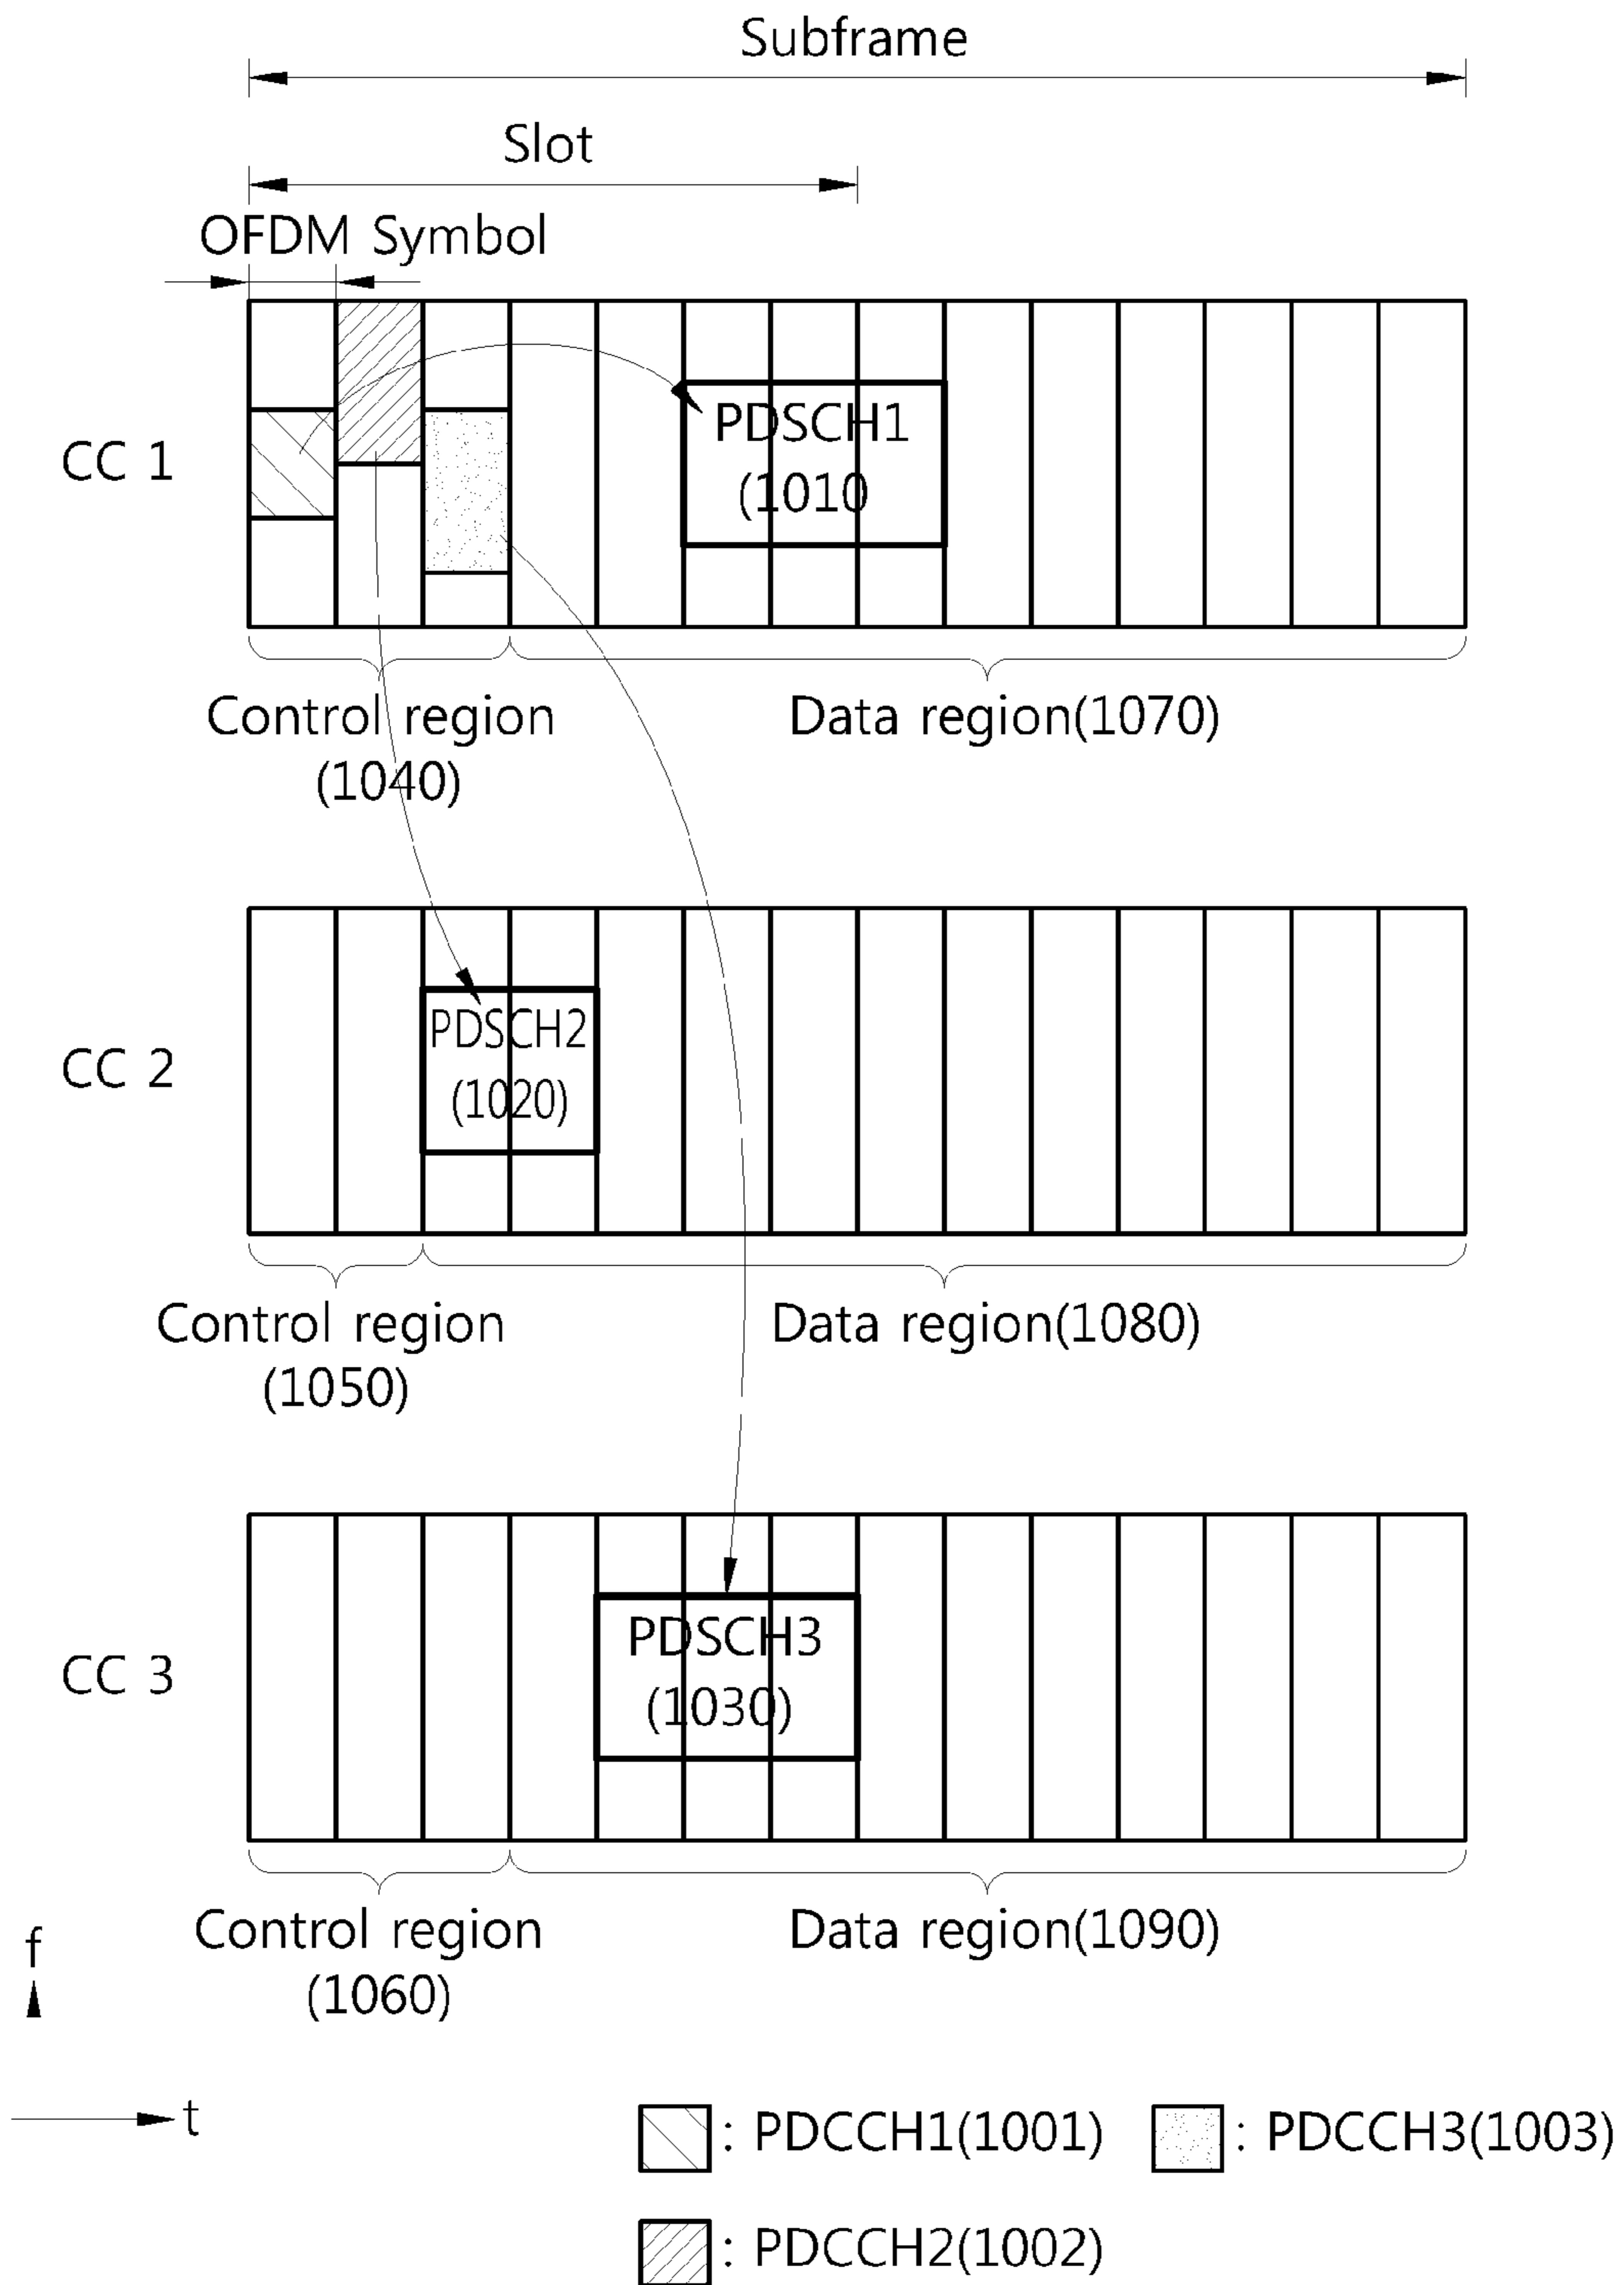 Subframe
Slot
OFDM Symbol
CC 1
PDSCH1
(1010
Control region
(1040)
Data region(1070)
CC 2
PDSCH2
(1020)
Control region
(1050)
Data region(1080)
CC 3
PDSCH3
(1030)
Control region
(1060)
Data region(1090)
f
t
: PDCCH1(1001)
: PDCCH3(1003)
: PDCCH2(1002)